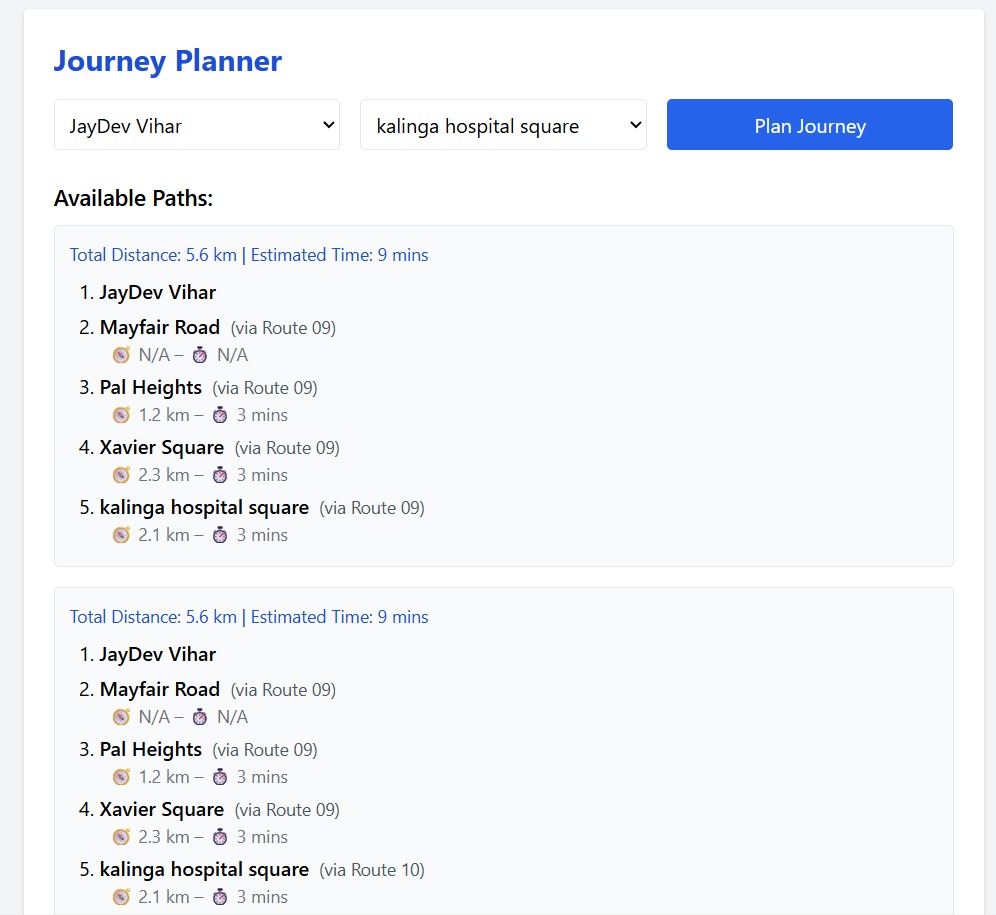 Journey Planner
JayDev Vihar
kalinga hospital square
Plan Journey
Available Paths:
Total Distance: 5.6 km | Estimated Time: 9 mins
1. JayDev Vihar
2. Mayfair Road (via Route 09)
N/A – N/A
3. Pal Heights (via Route 09)
1.2 km – 3 mins
4. Xavier Square (via Route 09)
2.3 km – 3 mins
5. kalinga hospital square (via Route 09)
2.1 km – 3 mins
Total Distance: 5.6 km | Estimated Time: 9 mins
1. JayDev Vihar
2. Mayfair Road (via Route 09)
N/A – N/A
3. Pal Heights (via Route 09)
1.2 km – 3 mins
4. Xavier Square (via Route 09)
2.3 km – 3 mins
5. kalinga hospital square (via Route 10)
2.1 km – 3 mins